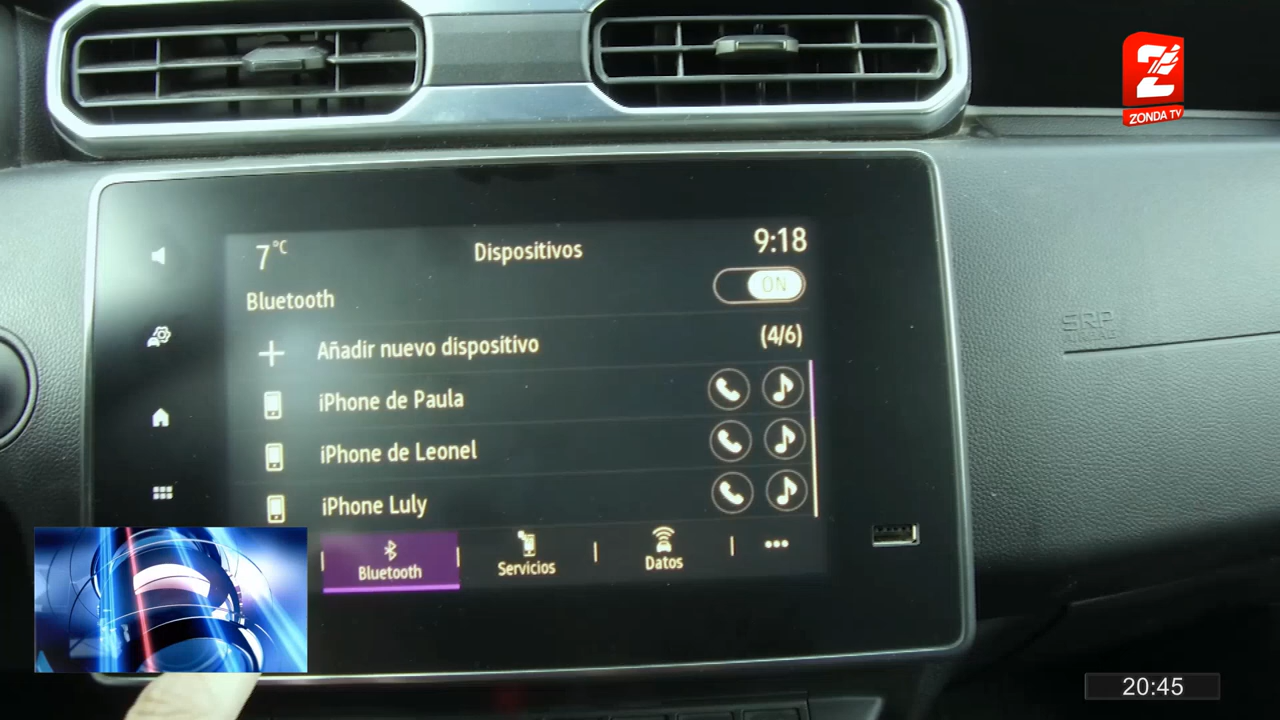 Z
ZONDA TV
7°C
Dispositivos
9:18
Bluetooth
ON
Añadir nuevo dispositivo
(4/6)
iPhone de Paula
iPhone de Leonel
iPhone Luly
Bluetooth
Servicios
Datos
SRP
20:45